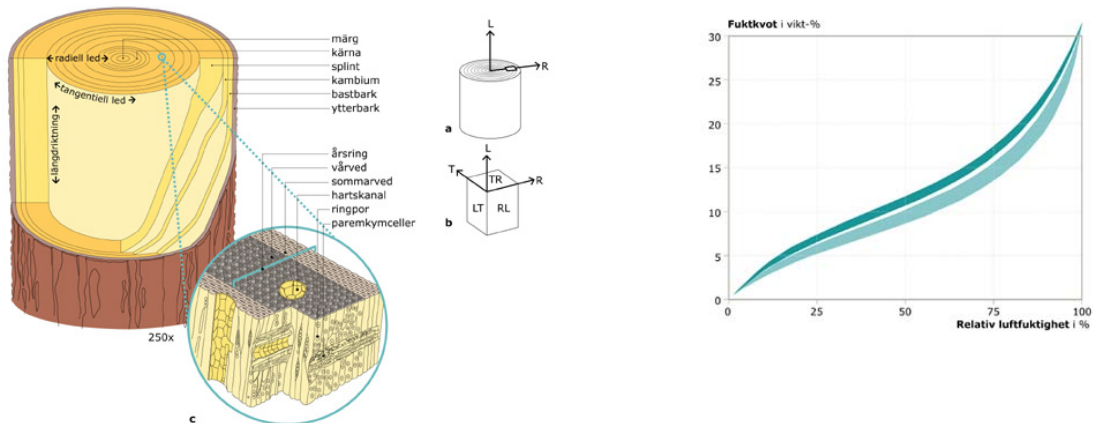 märg
kärna
splint
kambium
bastbark
ytterbark
radiell led
tangentiell led
längdriktning
årsring
vårved
sommarved
hartskanal
ringpor
paremkymceller
250x
c
L
R
a
L
T
TR
R
LT
RL
b
Fuktkvot i vikt-%
30
25
20
15
10
5
0
0
25
50
75
100
Relativ luftfuktighet i %